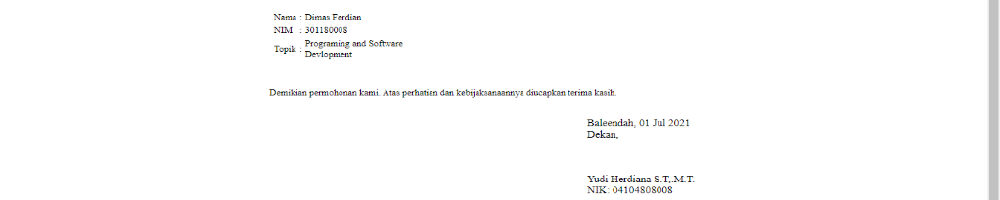 Nama : Dimas Ferdian
NIM : 301180008
Topik : Programing and Software
Devlopment
Demikian permohonan kami. Atas perhatian dan kebijaksanaannya diucapkan terima kasih.
Baleendah, 01 Jul 2021
Dekan,
Yudi Herdiana S.T,.M.T.
NIK: 04104808008